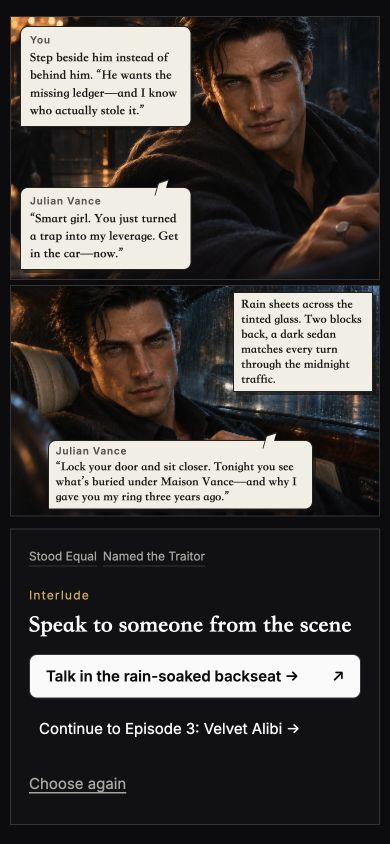 You
Step beside him instead of
behind him. “He wants the
missing ledger—and I know
who actually stole it.”
Julian Vance
“Smart girl. You just turned
a trap into my leverage. Get
in the car—now.”
Rain sheets across the
tinted glass. Two blocks
back, a dark sedan
matches every turn
through the midnight
traffic.
Julian Vance
“Lock your door and sit closer. Tonight you see
what’s buried under Maison Vance—and why I
gave you my ring three years ago.”
Stood Equal Named the Traitor
Interlude
Speak to someone from the scene
Talk in the rain-soaked backseat → ↗
Continue to Episode 3: Velvet Alibi →
Choose again